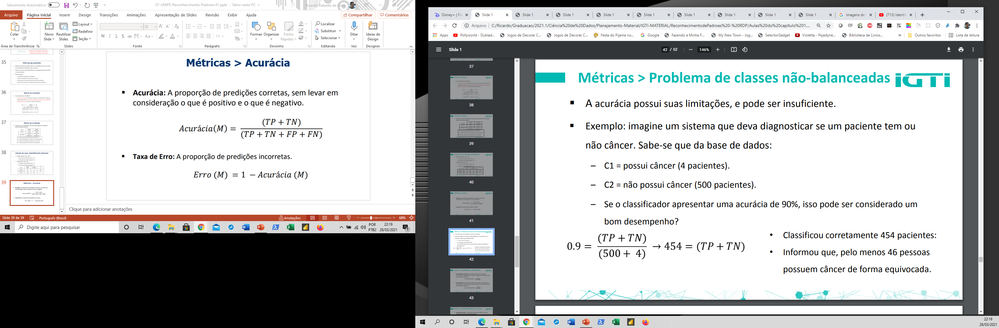 Salvamento Automático
01-UNIPE-Reconhecimento-Padroes-01.pptx - Salvo neste PC
Ricardo Roberto de Lima
Arquivo Página Inicial Inserir Design Transições Animações Apresentação de Slides Revisão Exibir Ajuda Compartilhar Comentários
Colar
Novo Slide
Reutilizar Slides
Layout
Redefinir
Seção
38
N I S S ab AV Aa A
Formas Organizar Estilos Rápidos
Localizar
Substituir
Selecionar
Ditar
Ideias de Design
Área de Transferência Slides Fonte Parágrafo Desenho Editando Voz Designer
35
Métricas de Avaliação
36
Matriz de Confusão
37
Matriz de Confusão
38
Estudo de caso: Identificando sintomas
39
Métricas > Acurácia
Métricas > Acurácia
▪ Acurácia: A proporção de predições corretas, sem levar em
consideração o que é positivo e o que é negativo.
Acurácia(M) = (TP + TN) / (TP + TN + FP + FN)
▪ Taxa de Erro: A proporção de predições incorretas.
Erro (M) = 1 − Acurácia (M)
Clique para adicionar anotações
Slide 39 de 39 Português (Brasil) Anotações 68%
Digite aqui para pesquisar
POR
PTB2
22:19
28/03/2021
3
Disney+ | Fil
Slide 1
Slide 1
Slide 1
Slide 1
Slide 1
Slide 1
Slide 1
Slide 1
Slide 1
imagens de
(713) Identifi
Arquivo | C:/Ricardo/Graduacao/2021.1/Ciência%20de%20Dados/Planejamento-Material/IGTI-MATERIAL/ReconhecimentodePadroes%20-%20RDP/Aulas%20do%20capítulo%201....
Apps
Pollyworld - Dublad...
Jogos de Decorar C...
Jogos de Decorar C...
Festa do Pijama no...
Google
Fazendo a Minha F...
My New Town - Jog...
SelectorGadget
Violetta - Pojedyne...
Biblioteca de Livros...
»
Outros favoritos
Lista de leitura
Slide 1
42 / 52
146%
37
38
39
40
41
42
43
Métricas > Problema de classes não-balanceadas
iGTi
▪ A acurácia possui suas limitações, e pode ser insuficiente.
▪ Exemplo: imagine um sistema que deva diagnosticar se um paciente tem ou
não câncer. Sabe-se que da base de dados:
– C1 = possui câncer (4 pacientes).
– C2 = não possui câncer (500 pacientes).
– Se o classificador apresentar uma acurácia de 90%, isso pode ser considerado um
bom desempenho?
0.9 = (TP + TN) / (500 + 4) → 454 = (TP + TN)
• Classificou corretamente 454 pacientes:
• Informou que, pelo menos 46 pessoas
possuem câncer de forma equivocada.
22:19
28/03/2021